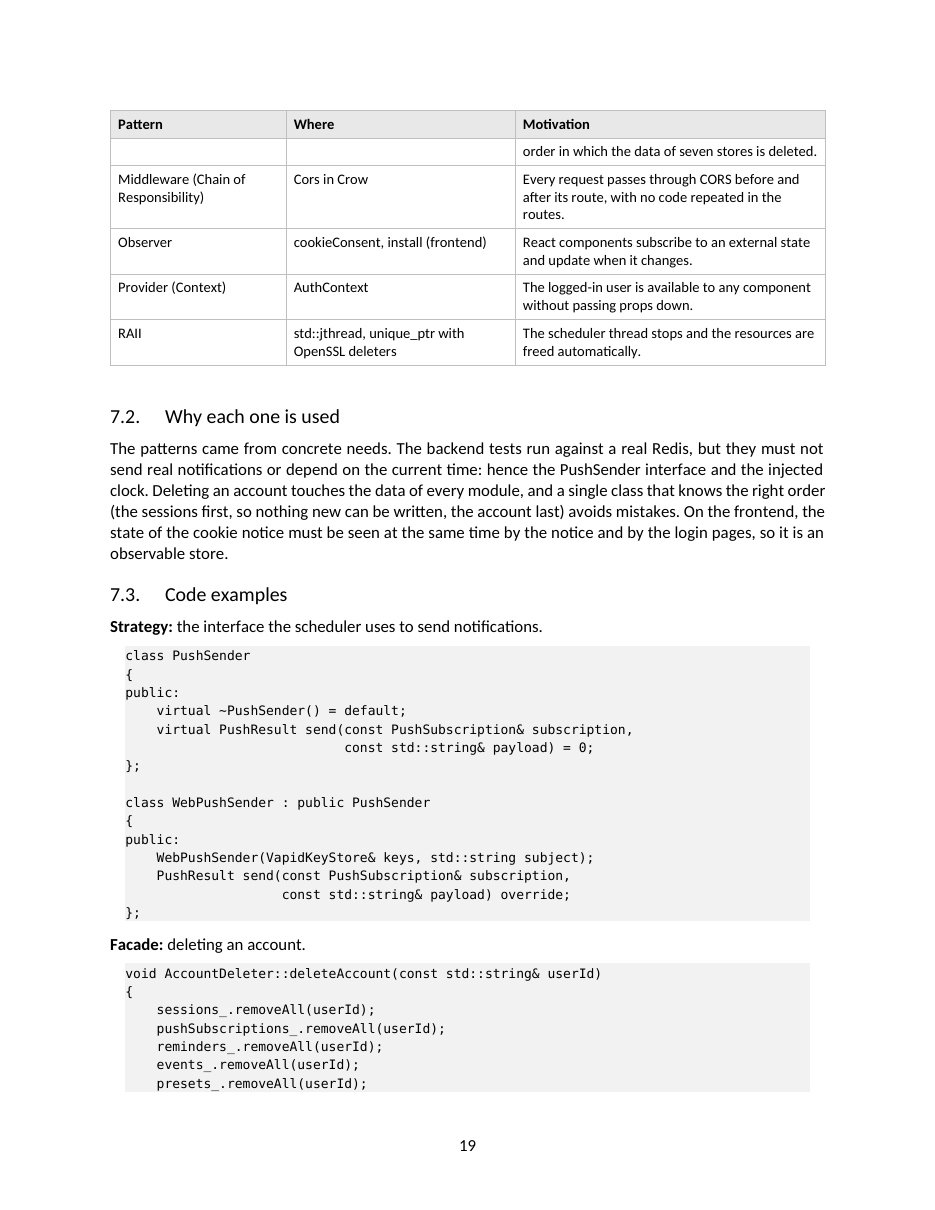 Pattern Where Motivation
order in which the data of seven stores is deleted.
Middleware (Chain of Cors in Crow Every request passes through CORS before and
Responsibility) after its route, with no code repeated in the
routes.
Observer cookieConsent, install (frontend) React components subscribe to an external state
and update when it changes.
Provider (Context) AuthContext The logged-in user is available to any component
without passing props down.
RAII std::jthread, unique_ptr with The scheduler thread stops and the resources are
OpenSSL deleters freed automatically.
7.2. Why each one is used
The patterns came from concrete needs. The backend tests run against a real Redis, but they must not
send real notifications or depend on the current time: hence the PushSender interface and the injected
clock. Deleting an account touches the data of every module, and a single class that knows the right order
(the sessions first, so nothing new can be written, the account last) avoids mistakes. On the frontend, the
state of the cookie notice must be seen at the same time by the notice and by the login pages, so it is an
observable store.
7.3. Code examples
Strategy: the interface the scheduler uses to send notifications.
class PushSender
{
public:
    virtual ~PushSender() = default;
    virtual PushResult send(const PushSubscription& subscription,
                            const std::string& payload) = 0;
};
class WebPushSender : public PushSender
{
public:
    WebPushSender(VapidKeyStore& keys, std::string subject);
    PushResult send(const PushSubscription& subscription,
                    const std::string& payload) override;
};
Facade: deleting an account.
void AccountDeleter::deleteAccount(const std::string& userId)
{
    sessions_.removeAll(userId);
    pushSubscriptions_.removeAll(userId);
    reminders_.removeAll(userId);
    events_.removeAll(userId);
    presets_.removeAll(userId);
19